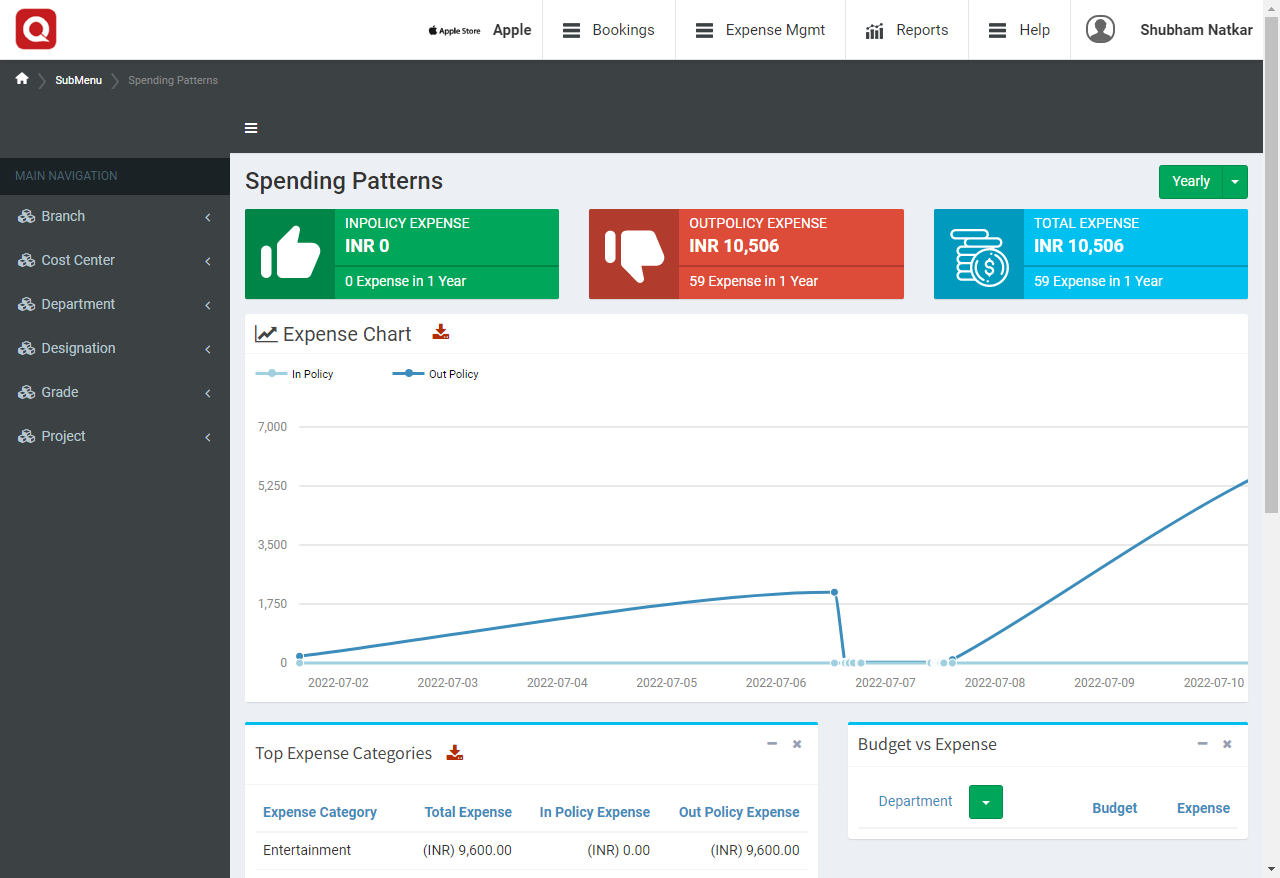 Apple Store Apple Bookings Expense Mgmt Reports Help Shubham Natkar
SubMenu Spending Patterns
MAIN NAVIGATION
Branch
Cost Center
Department
Designation
Grade
Project
Spending Patterns Yearly
INPOLICY EXPENSE
INR 0
0 Expense in 1 Year
OUTPOLICY EXPENSE
INR 10,506
59 Expense in 1 Year
TOTAL EXPENSE
INR 10,506
59 Expense in 1 Year
Expense Chart
In Policy Out Policy
7,000
5,250
3,500
1,750
0
2022-07-02 2022-07-03 2022-07-04 2022-07-05 2022-07-06 2022-07-07 2022-07-08 2022-07-09 2022-07-10
Top Expense Categories
Expense Category Total Expense In Policy Expense Out Policy Expense
Entertainment (INR) 9,600.00 (INR) 0.00 (INR) 9,600.00
Budget vs Expense
Department Budget Expense